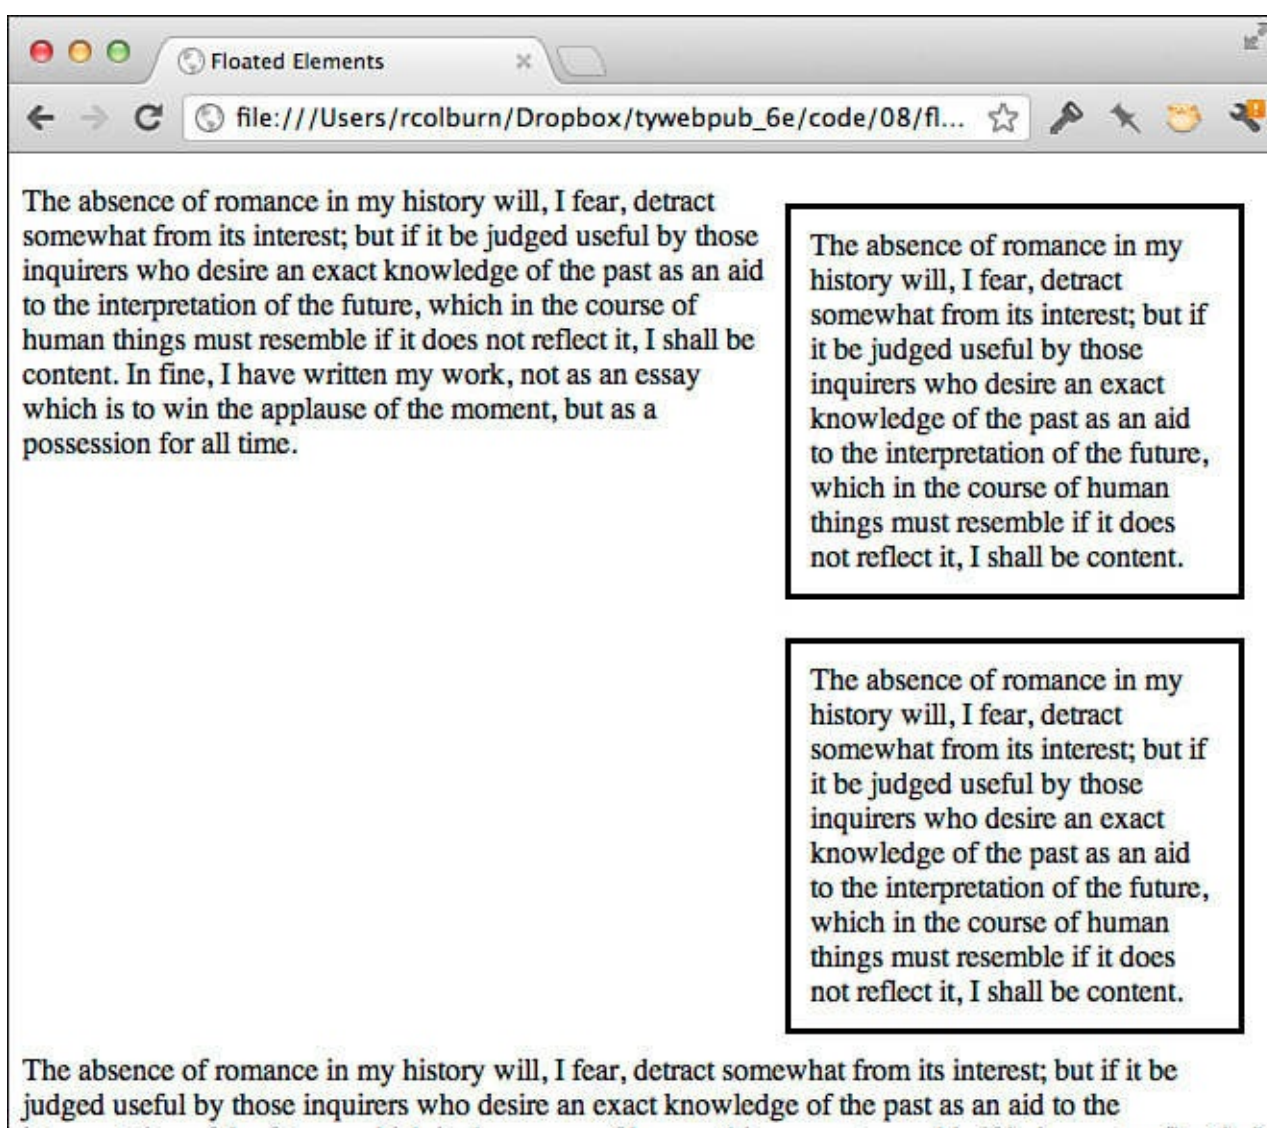 Floated Elements
file:///Users/rcolburn/Dropbox/tywebpub_6e/code/08/fl...
The absence of romance in my history will, I fear, detract
somewhat from its interest; but if it be judged useful by those
inquirers who desire an exact knowledge of the past as an aid
to the interpretation of the future, which in the course of
human things must resemble if it does not reflect it, I shall be
content. In fine, I have written my work, not as an essay
which is to win the applause of the moment, but as a
possession for all time.
The absence of romance in my
history will, I fear, detract
somewhat from its interest; but if
it be judged useful by those
inquirers who desire an exact
knowledge of the past as an aid
to the interpretation of the future,
which in the course of human
things must resemble if it does
not reflect it, I shall be content.
The absence of romance in my
history will, I fear, detract
somewhat from its interest; but if
it be judged useful by those
inquirers who desire an exact
knowledge of the past as an aid
to the interpretation of the future,
which in the course of human
things must resemble if it does
not reflect it, I shall be content.
The absence of romance in my history will, I fear, detract somewhat from its interest; but if it be
judged useful by those inquirers who desire an exact knowledge of the past as an aid to the